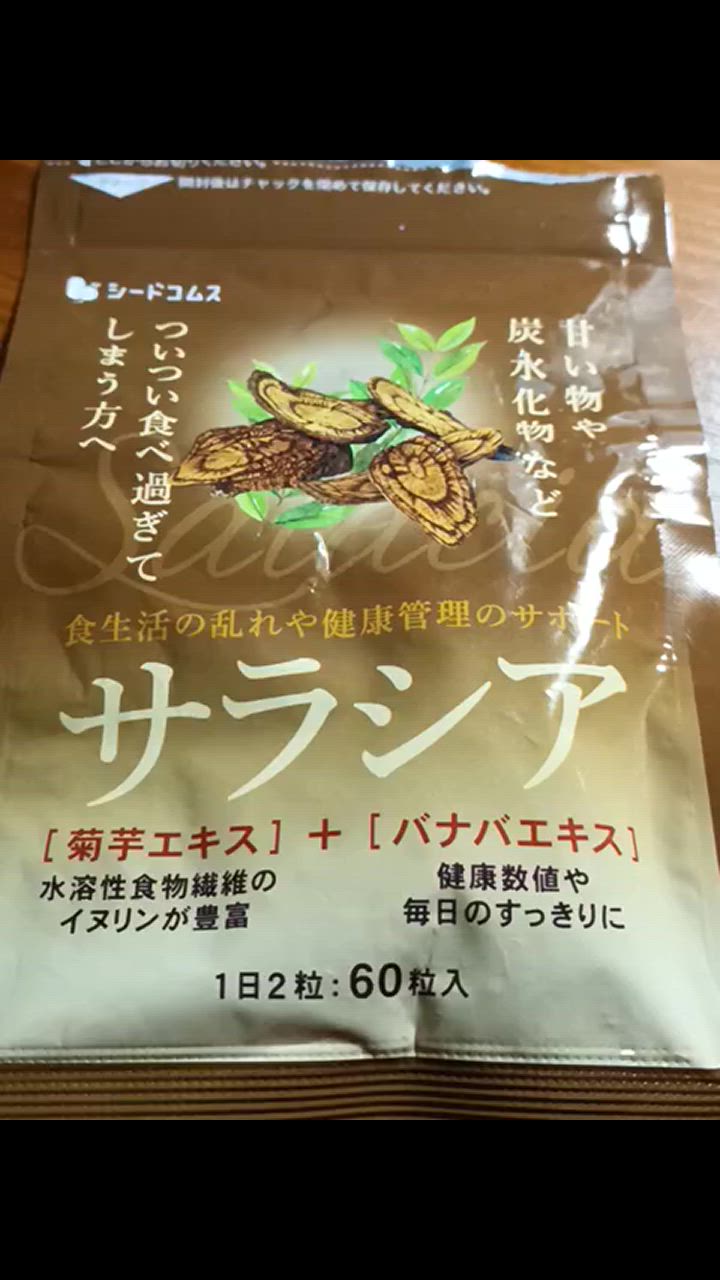 開封後はチャックを閉めて保存してください。
シードコムス
甘い物や
炭水化物など
ついつい食べ過ぎて
しまう方へ
Salacia
食生活の乱れや健康管理のサポート
サラシア
[菊芋エキス]+[バナバエキス]
水溶性食物繊維の
イヌリンが豊富
健康数値や
毎日のすっきりに
1日2粒:60粒入